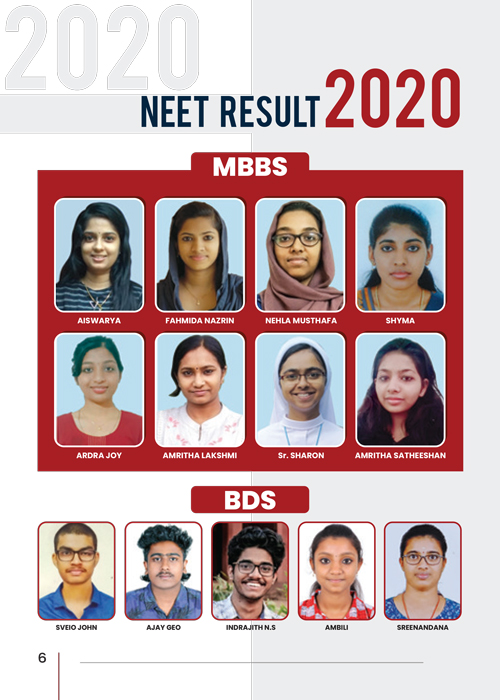 2020
NEET RESULT 2020
MBBS
AISWARYA FAHMIDA NAZRIN NEHLA MUSTHAFA SHYMA
ARDRA JOY AMRITHA LAKSHMI Sr. SHARON AMRITHA SATHEESHAN
BDS
SVEIO JOHN AJAY GEO INDRAJITH N.S AMBILI SREENANDANA
6